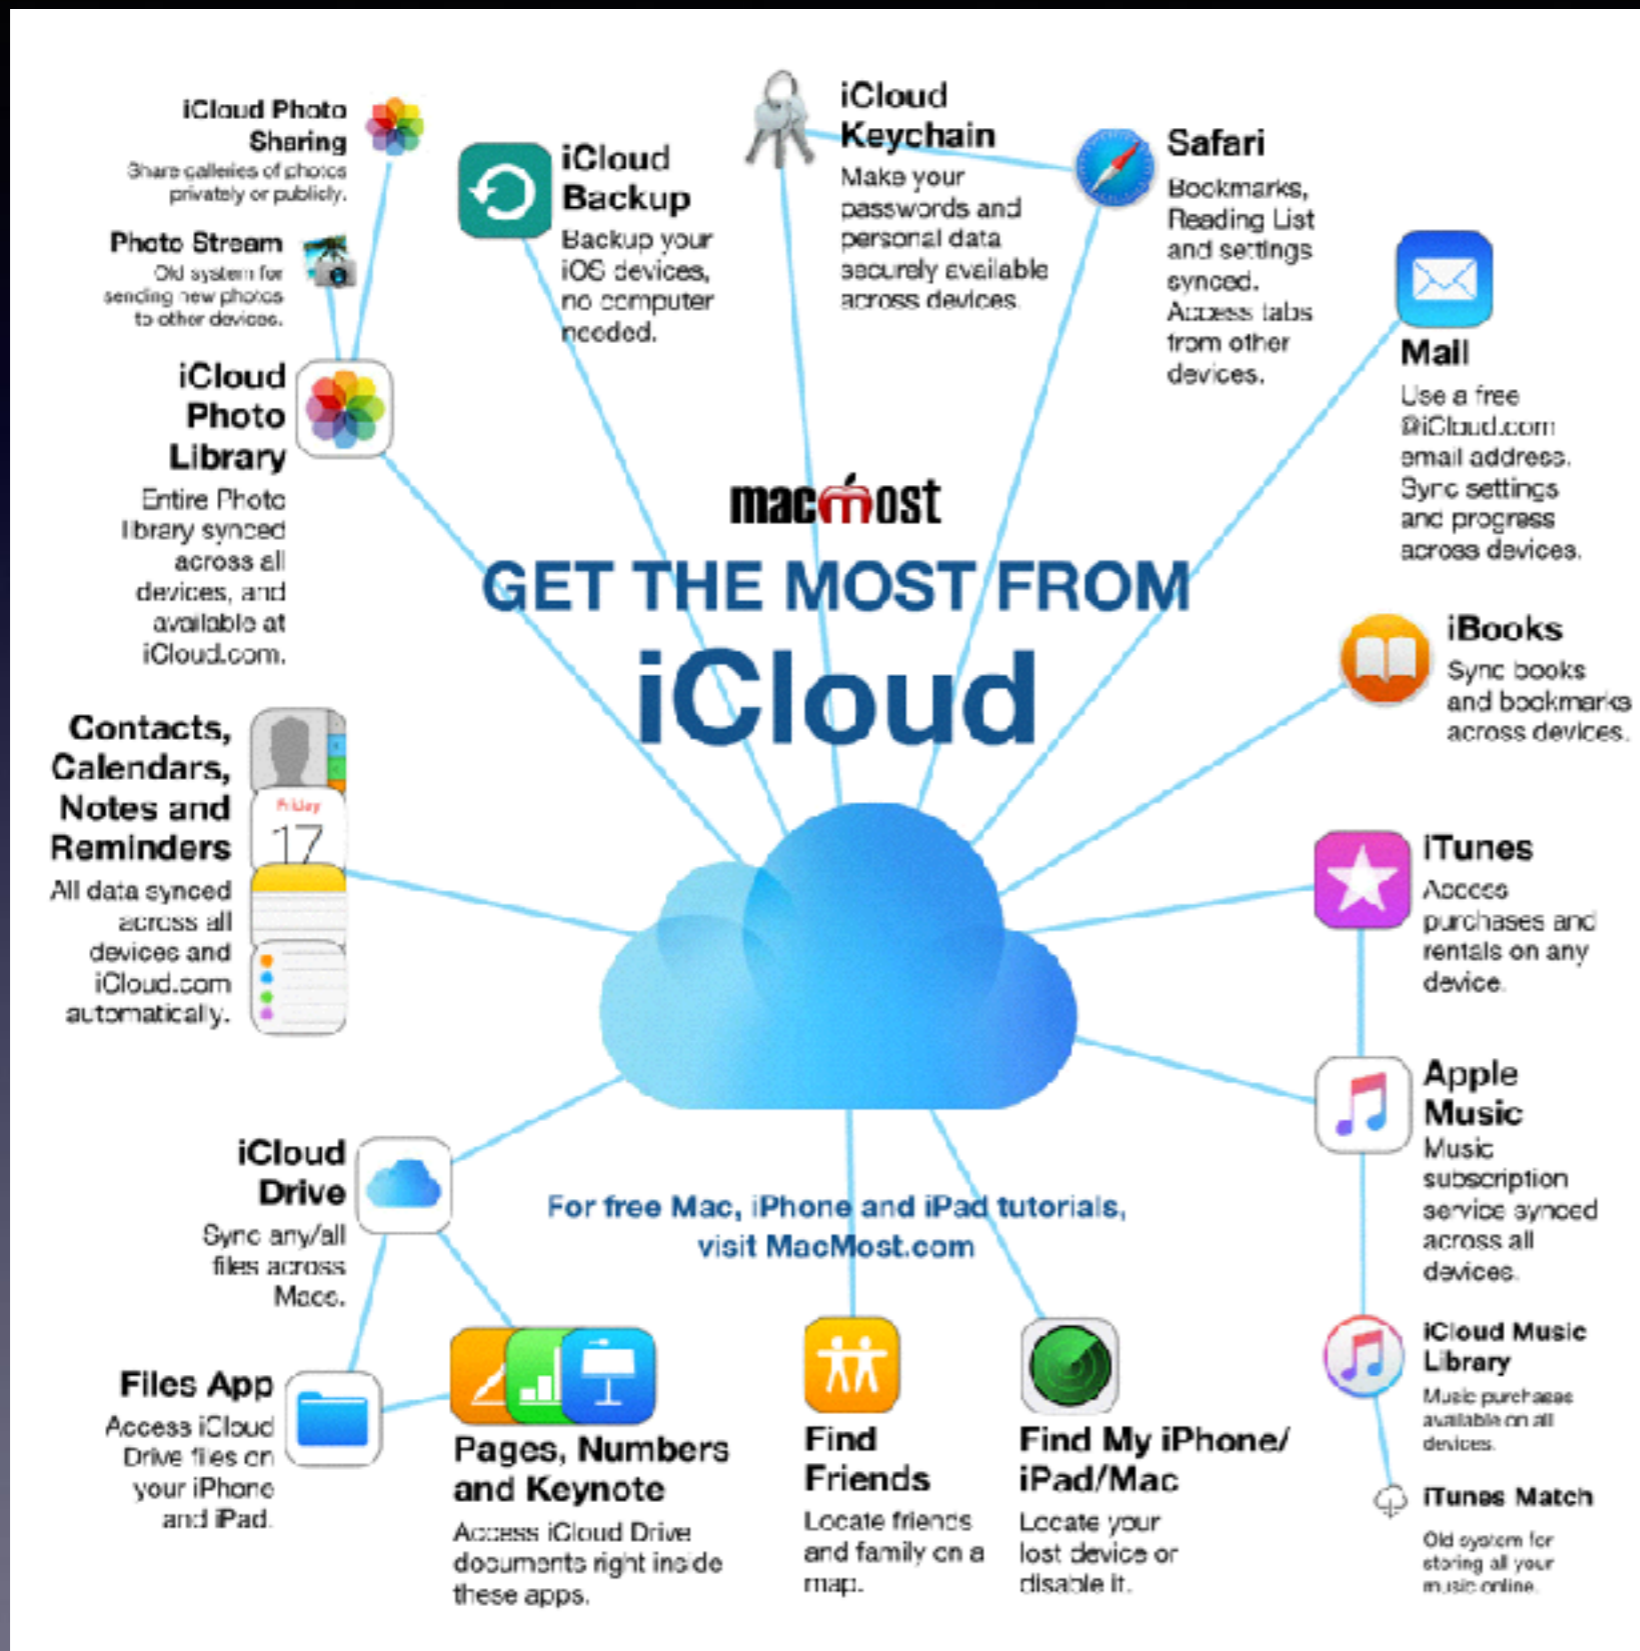 iCloud Photo
Sharing
Share galleries of photos
privately or publicly.
Photo Stream
Old system for
sending new photos
to other devices.
iCloud
Photo
Library
Entire Photo
library synced
across all
devices, and
available at
iCloud.com.
iCloud
Backup
Backup your
iOS devices,
no computer
needed.
iCloud
Keychain
Make your
passwords and
personal data
securely available
across devices.
Safari
Bookmarks,
Reading List
and settings
synced.
Access tabs
from other
devices.
Mail
Use a free
@iCloud.com
email address.
Sync settings
and progress
across devices.
macmost
GET THE MOST FROM
iCloud
iBooks
Sync books
and bookmarks
across devices.
Contacts,
Calendars,
Notes and
Reminders
All data synced
across all
devices and
iCloud.com
automatically.
Friday
17
iTunes
Access
purchases and
rentals on any
device.
Apple
Music
Music
subscription
service synced
across all
devices.
iCloud
Drive
Sync any/all
files across
Macs.
For free Mac, iPhone and iPad tutorials,
visit MacMost.com
Files App
Access iCloud
Drive files on
your iPhone
and iPad.
Pages, Numbers
and Keynote
Access iCloud Drive
documents right inside
these apps.
Find
Friends
Locate friends
and family on a
map.
Find My iPhone/
iPad/Mac
Locate your
lost device or
disable it.
iCloud Music
Library
Music purchases
available on all
devices.
iTunes Match
Old system for
storing all your
music online.